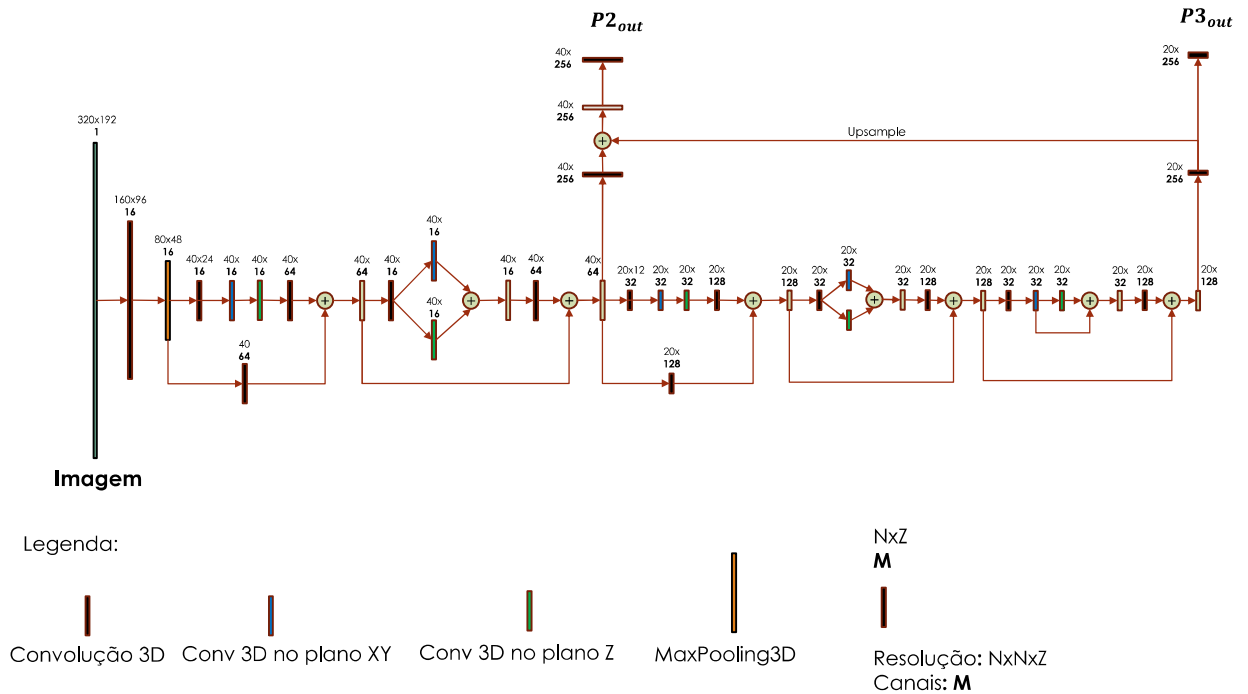 P2out
P3out
40x
256
20x
256
40x
256
Upsample
40x
256
20x
256
320x192
1
160x96
16
80x48
16
40x24
16
40x
16
40x
16
40x
64
+
40
64
40x
64
40x
16
40x
16
40x
16
+
40x
16
40x
64
+
40x
64
20x12
32
20x
32
20x
32
20x
128
+
20x
128
20x
128
20x
32
20x
32
+
20x
32
20x
128
+
20x
128
20x
32
20x
32
20x
32
+
20x
32
20x
128
+
20x
128
+
Imagem
Legenda:
NxZ
M
Convolução 3D
Conv 3D no plano XY
Conv 3D no plano Z
MaxPooling3D
Resolução: NxNxZ
Canais: M